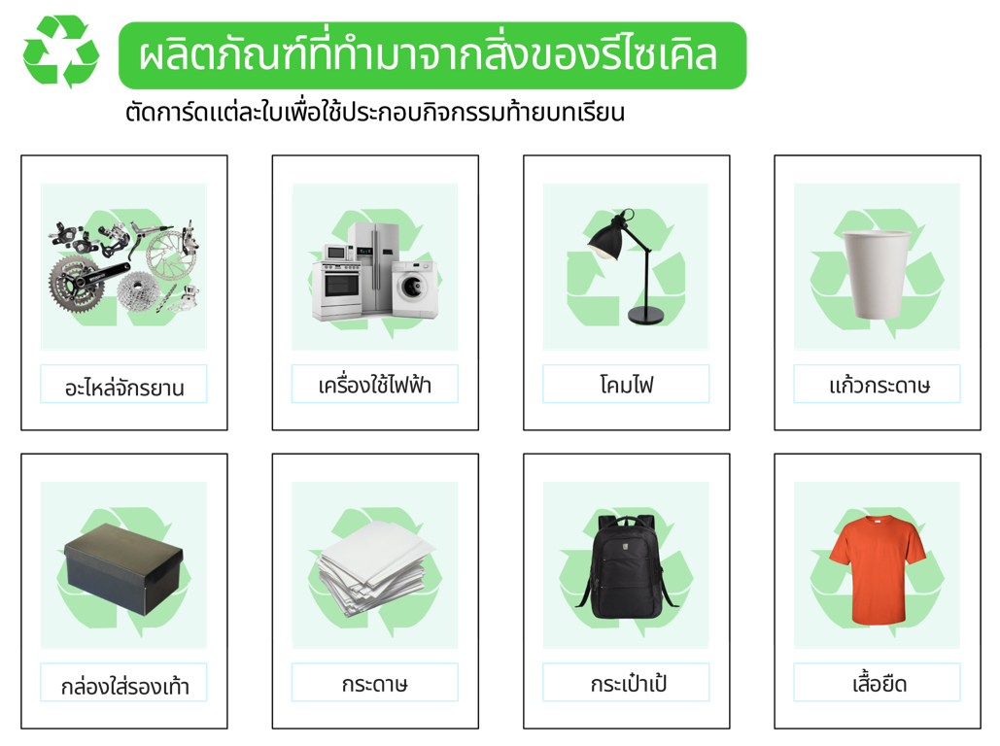 ผลิตภัณฑ์ที่ทำมาจากสิ่งของรีไซเคิล
ตัดการ์ดแต่ละใบเพื่อใช้ประกอบกิจกรรมท้ายบทเรียน
อะไหล่จักรยาน
เครื่องใช้ไฟฟ้า
โคมไฟ
แก้วกระดาษ
กล่องใส่รองเท้า
กระดาษ
กระเป๋าเป้
เสื้อยืด